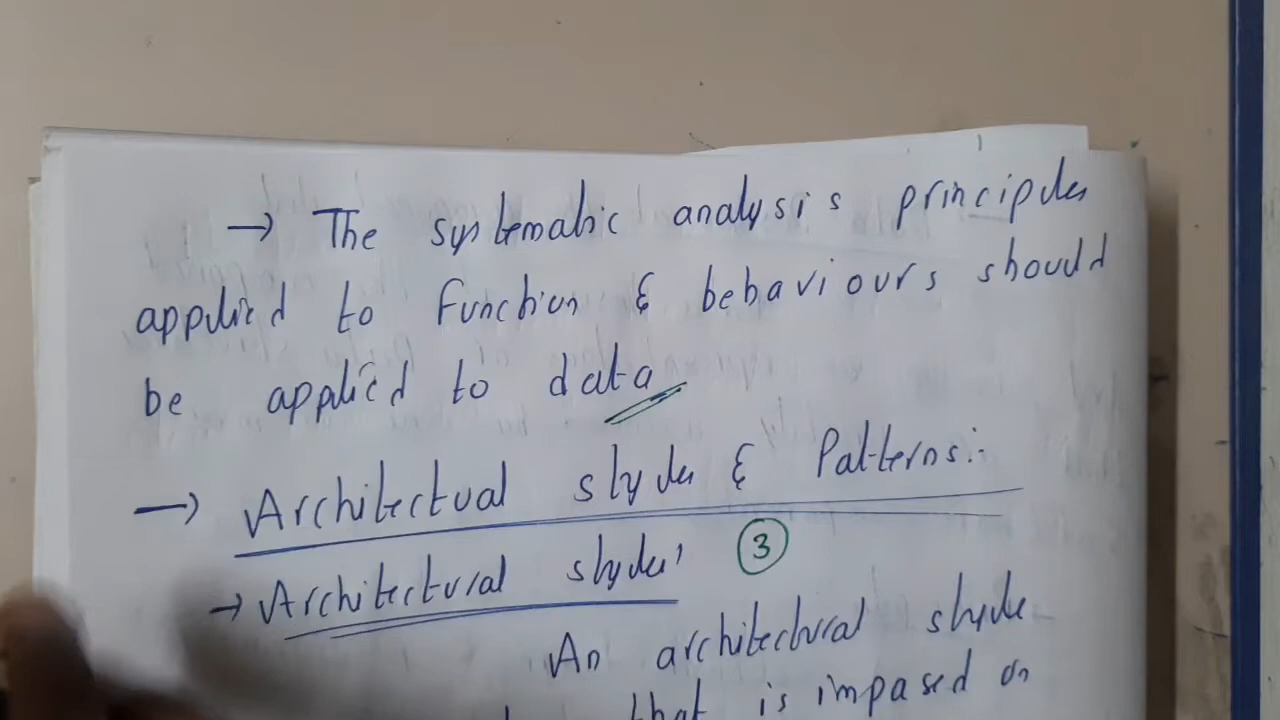 → The systematic analysis principles
applied to function & behaviours should
be applied to data
→ Architectual styles & Patterns:-
→ Architectural styles: ③
An architectural style
that is impased on